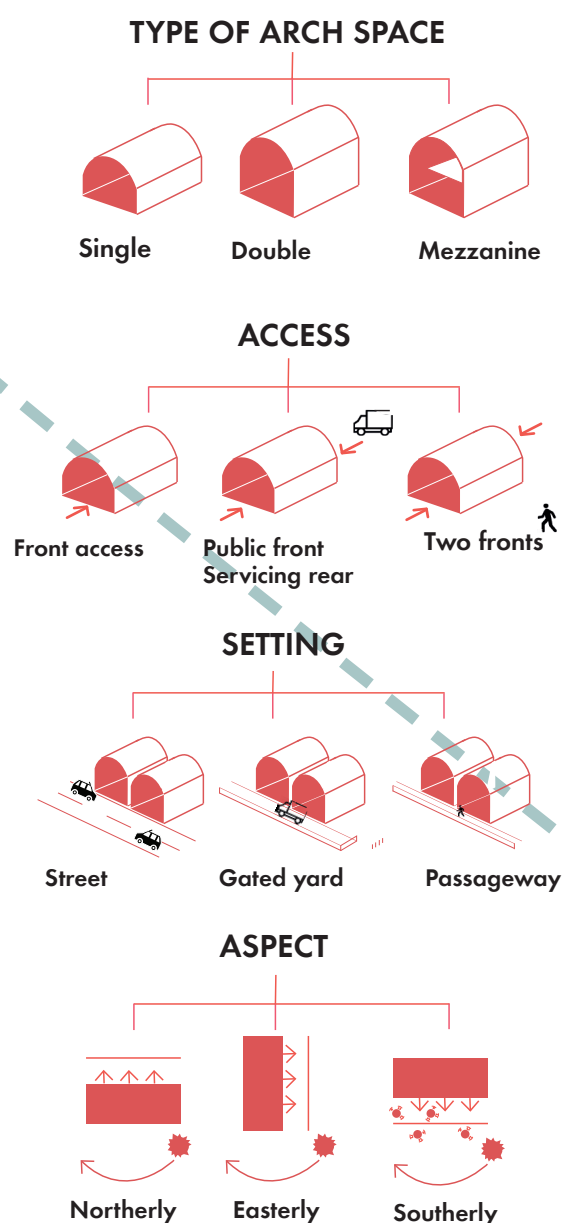 TYPE OF ARCH SPACE
Single
Double
Mezzanine
ACCESS
Front access
Public front
Servicing rear
Two fronts
SETTING
Street
Gated yard
Passageway
ASPECT
Northerly
Easterly
Southerly